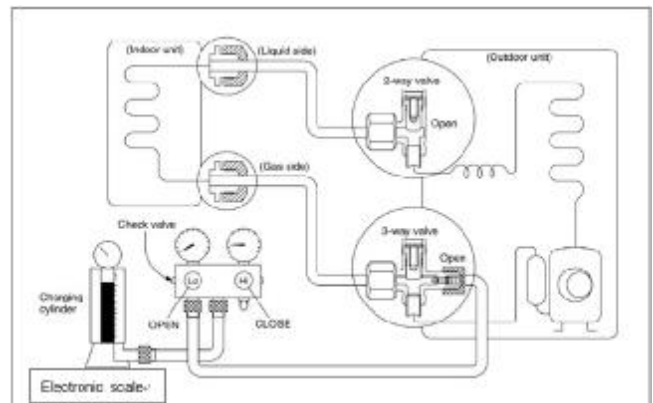 (Indoor unit)
(Liquid side)
(Outdoor unit)
2-way valve
Open
(Gas side)
3-way valve
Open
Check valve
Lo
Hi
Charging
cylinder
OPEN
CLOSE
Electronic scale